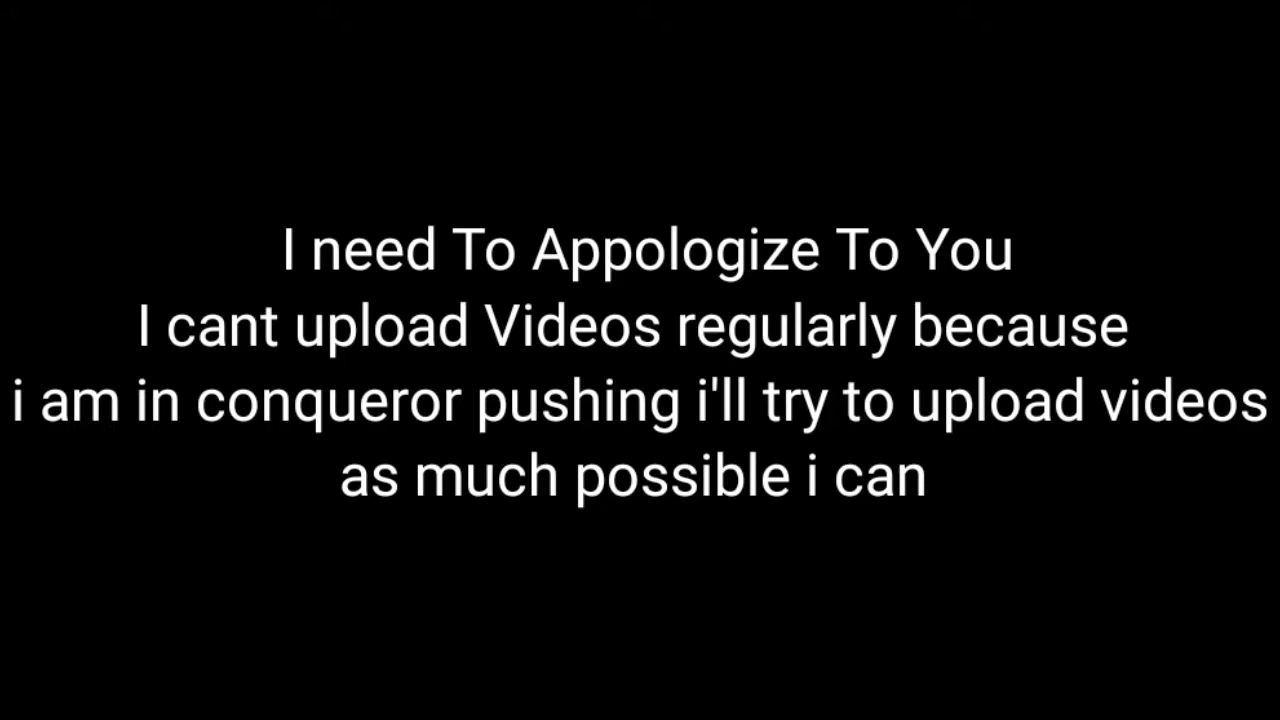 I need To Appologize To You
I cant upload Videos regularly because
i am in conqueror pushing i'll try to upload videos
as much possible i can